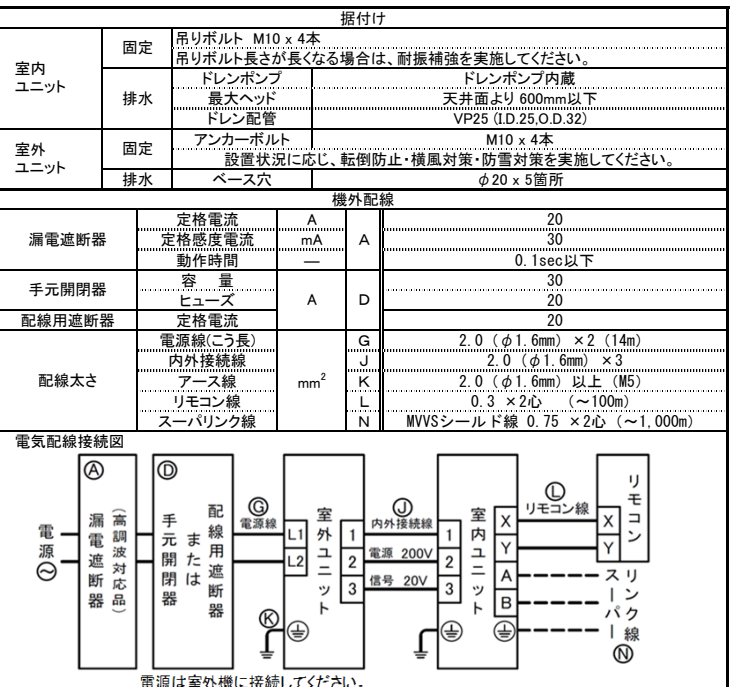 据付け
室内
ユニット
固定
吊りボルト M10 x 4本
吊りボルト長さが長くなる場合は、耐振補強を実施してください。
排水
ドレンポンプ
ドレンポンプ内蔵
最大ヘッド
天井面より 600mm以下
ドレン配管
VP25 (I.D.25,O.D.32)
室外
ユニット
固定
アンカーボルト
M10 x 4本
設置状況に応じ、転倒防止・横風対策・防雪対策を実施してください。
排水
ベース穴
φ20 x 5箇所
機外配線
漏電遮断器
定格電流
A
A
20
定格感度電流
mA
30
動作時間
―
0.1sec以下
手元開閉器
容 量
A
D
30
ヒューズ
20
配線用遮断器
定格電流
20
配線太さ
電源線(こう長)
mm2
G
2.0 (φ1.6mm) ×2 (14m)
内外接続線
J
2.0 (φ1.6mm) ×3
アース線
K
2.0 (φ1.6mm) 以上 (M5)
リモコン線
L
0.3 ×2心 (~100m)
スーパリンク線
N
MVVSシールド線 0.75 ×2心 (~1,000m)
電気配線接続図
電源
Ⓐ
漏電遮断器
(高調波対応品)
Ⓓ
手元開閉器
または
配線用遮断器
Ⓖ
電源線
L1
L2
室外ユニット
1
2
3
Ⓚ
Ⓙ
内外接続線
電源 200V
信号 20V
1
2
3
室内ユニット
X
Y
A
B
Ⓛ
リモコン線
X
Y
リモコン
スーパー
リンク線
Ⓝ
電源は室外機に接続してください。